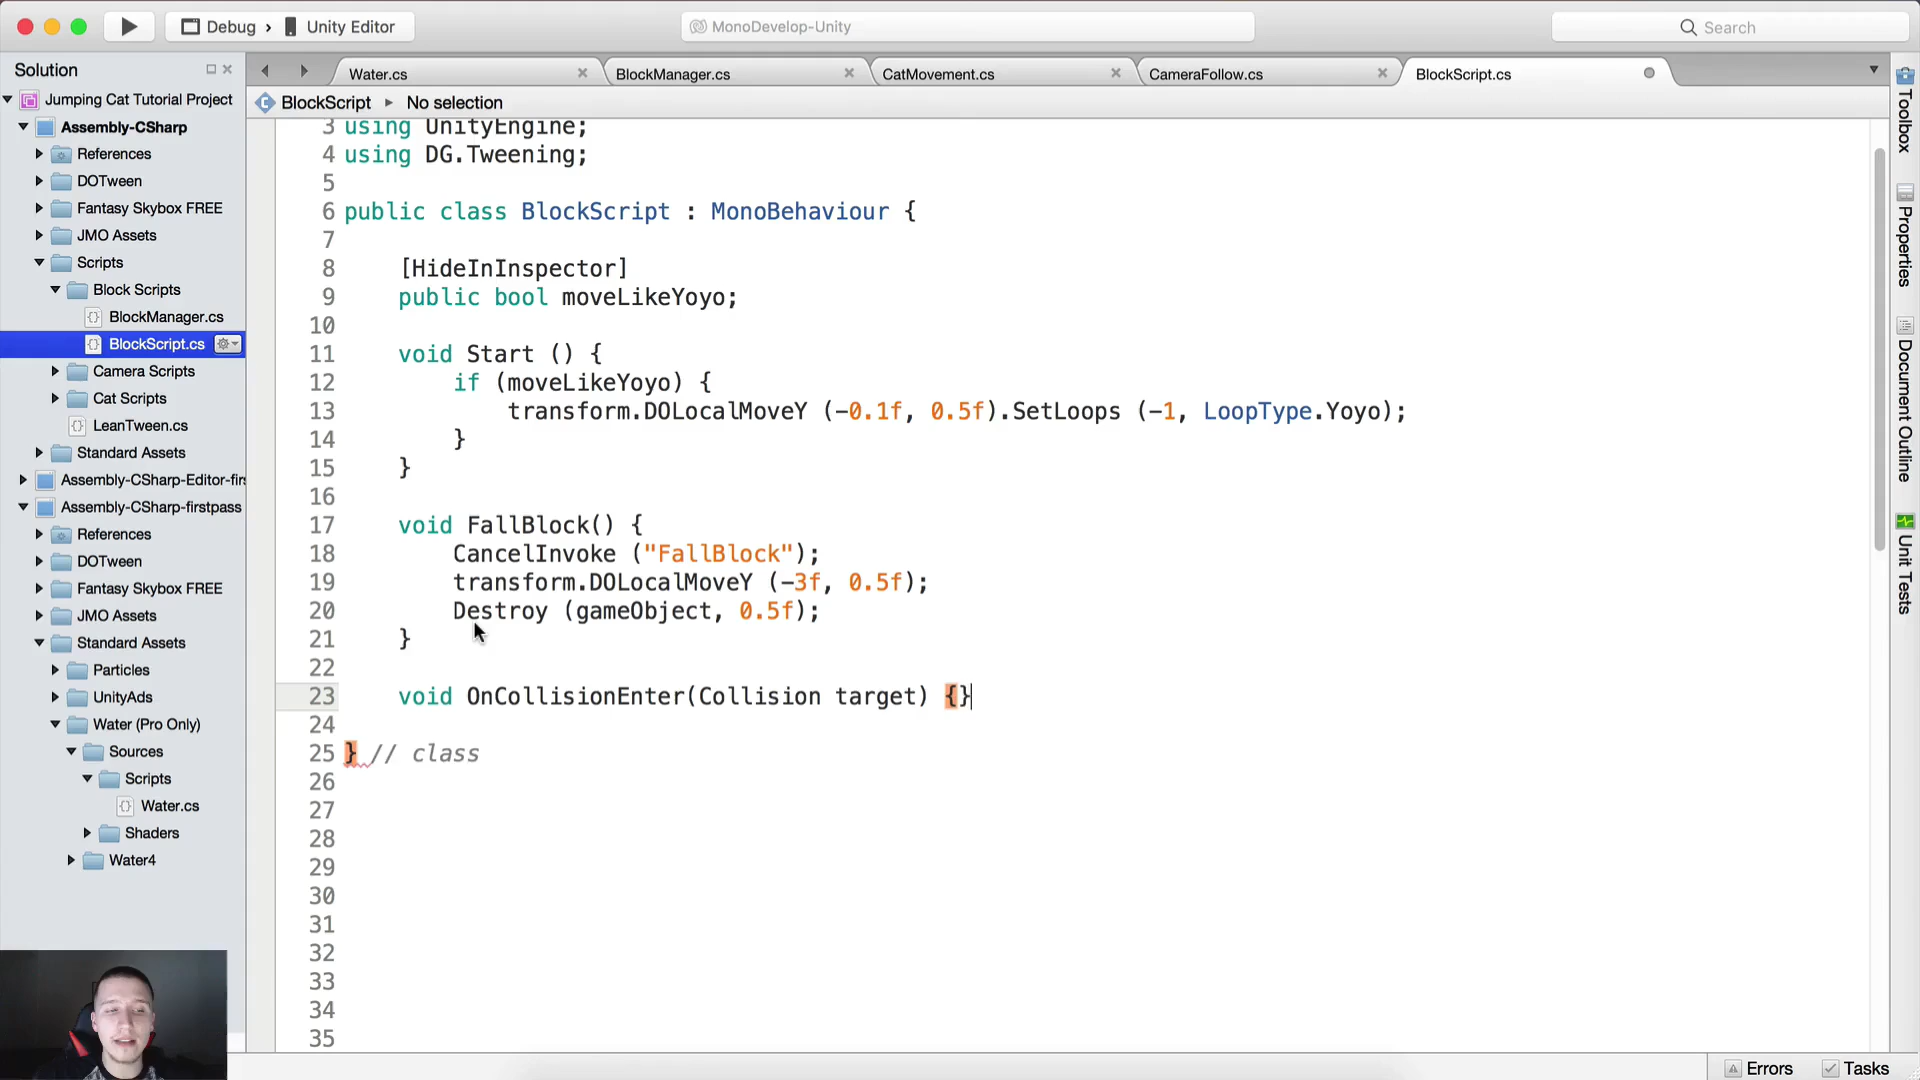 Debug > Unity Editor
MonoDevelop-Unity
Search
Solution
Jumping Cat Tutorial Project
Assembly-CSharp
References
DOTween
Fantasy Skybox FREE
JMO Assets
Scripts
Block Scripts
BlockManager.cs
BlockScript.cs
Camera Scripts
Cat Scripts
LeanTween.cs
Standard Assets
Assembly-CSharp-Editor-firs
Assembly-CSharp-firstpass
References
DOTween
Fantasy Skybox FREE
JMO Assets
Standard Assets
Particles
UnityAds
Water (Pro Only)
Sources
Scripts
Water.cs
Shaders
Water4
Water.cs
BlockManager.cs
CatMovement.cs
CameraFollow.cs
BlockScript.cs
BlockScript ▸ No selection
3 using UnityEngine;
4 using DG.Tweening;
5
6 public class BlockScript : MonoBehaviour {
7
8 [HideInInspector]
9 public bool moveLikeYoyo;
10
11 void Start () {
12 if (moveLikeYoyo) {
13 transform.DOLocalMoveY (-0.1f, 0.5f).SetLoops (-1, LoopType.Yoyo);
14 }
15 }
16
17 void FallBlock() {
18 CancelInvoke ("FallBlock");
19 transform.DOLocalMoveY (-3f, 0.5f);
20 Destroy (gameObject, 0.5f);
21 }
22
23 void OnCollisionEnter(Collision target) {}
24
25 } // class
26
27
28
29
30
31
32
33
34
35
Toolbox
Properties
Document Outline
Unit Tests
Errors
Tasks